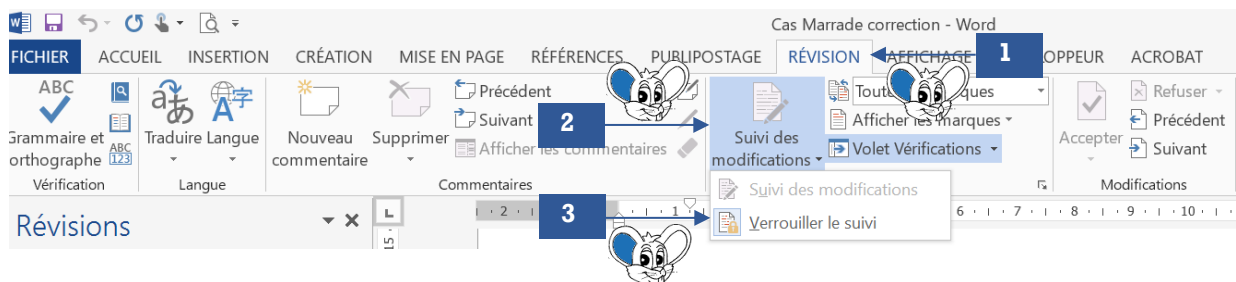 Cas Marrade correction - Word
FICHIER ACCUEIL INSERTION CRÉATION MISE EN PAGE RÉFÉRENCES PUBLIPOSTAGE RÉVISION AFFICHAGE 1 OPPEUR ACROBAT
ABC
Précédent
Refuser
Suivant 2
Afficher les marques
Précédent
Grammaire et
orthographe ABC 123
Traduire Langue
Nouveau
commentaire
Supprimer
Afficher les commentaires
Suivi des
modifications
Volet Vérifications
Accepter
Suivant
Vérification Langue Commentaires Modifications
Suivi des modifications
Révisions
L
2 3 1 6 7 8 9 10
Verrouiller le suivi
15